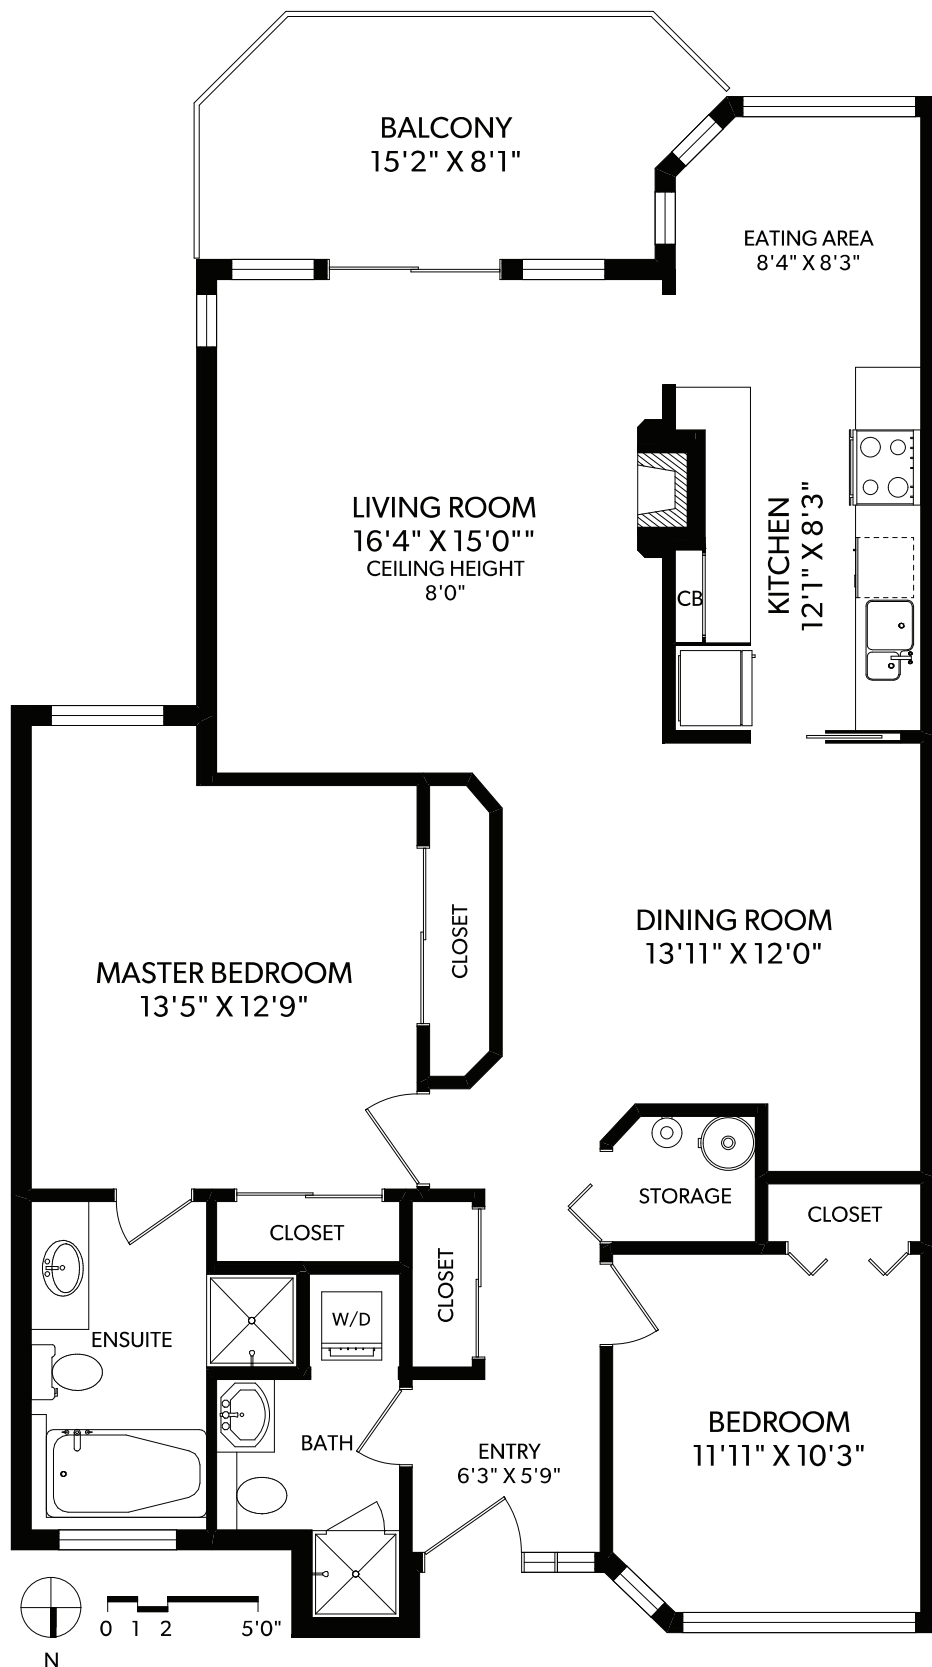 BALCONY
15'2" X 8'1"
EATING AREA
8'4" X 8'3"
LIVING ROOM
16'4" X 15'0""
CEILING HEIGHT
8'0"
KITCHEN
12'1" X 8'3"
CB
DINING ROOM
13'11" X 12'0"
MASTER BEDROOM
13'5" X 12'9"
CLOSET
STORAGE
CLOSET
CLOSET
CLOSET
W/D
ENSUITE
BATH
ENTRY
6'3" X 5'9"
BEDROOM
11'11" X 10'3"
0 1 2 5'0"
N